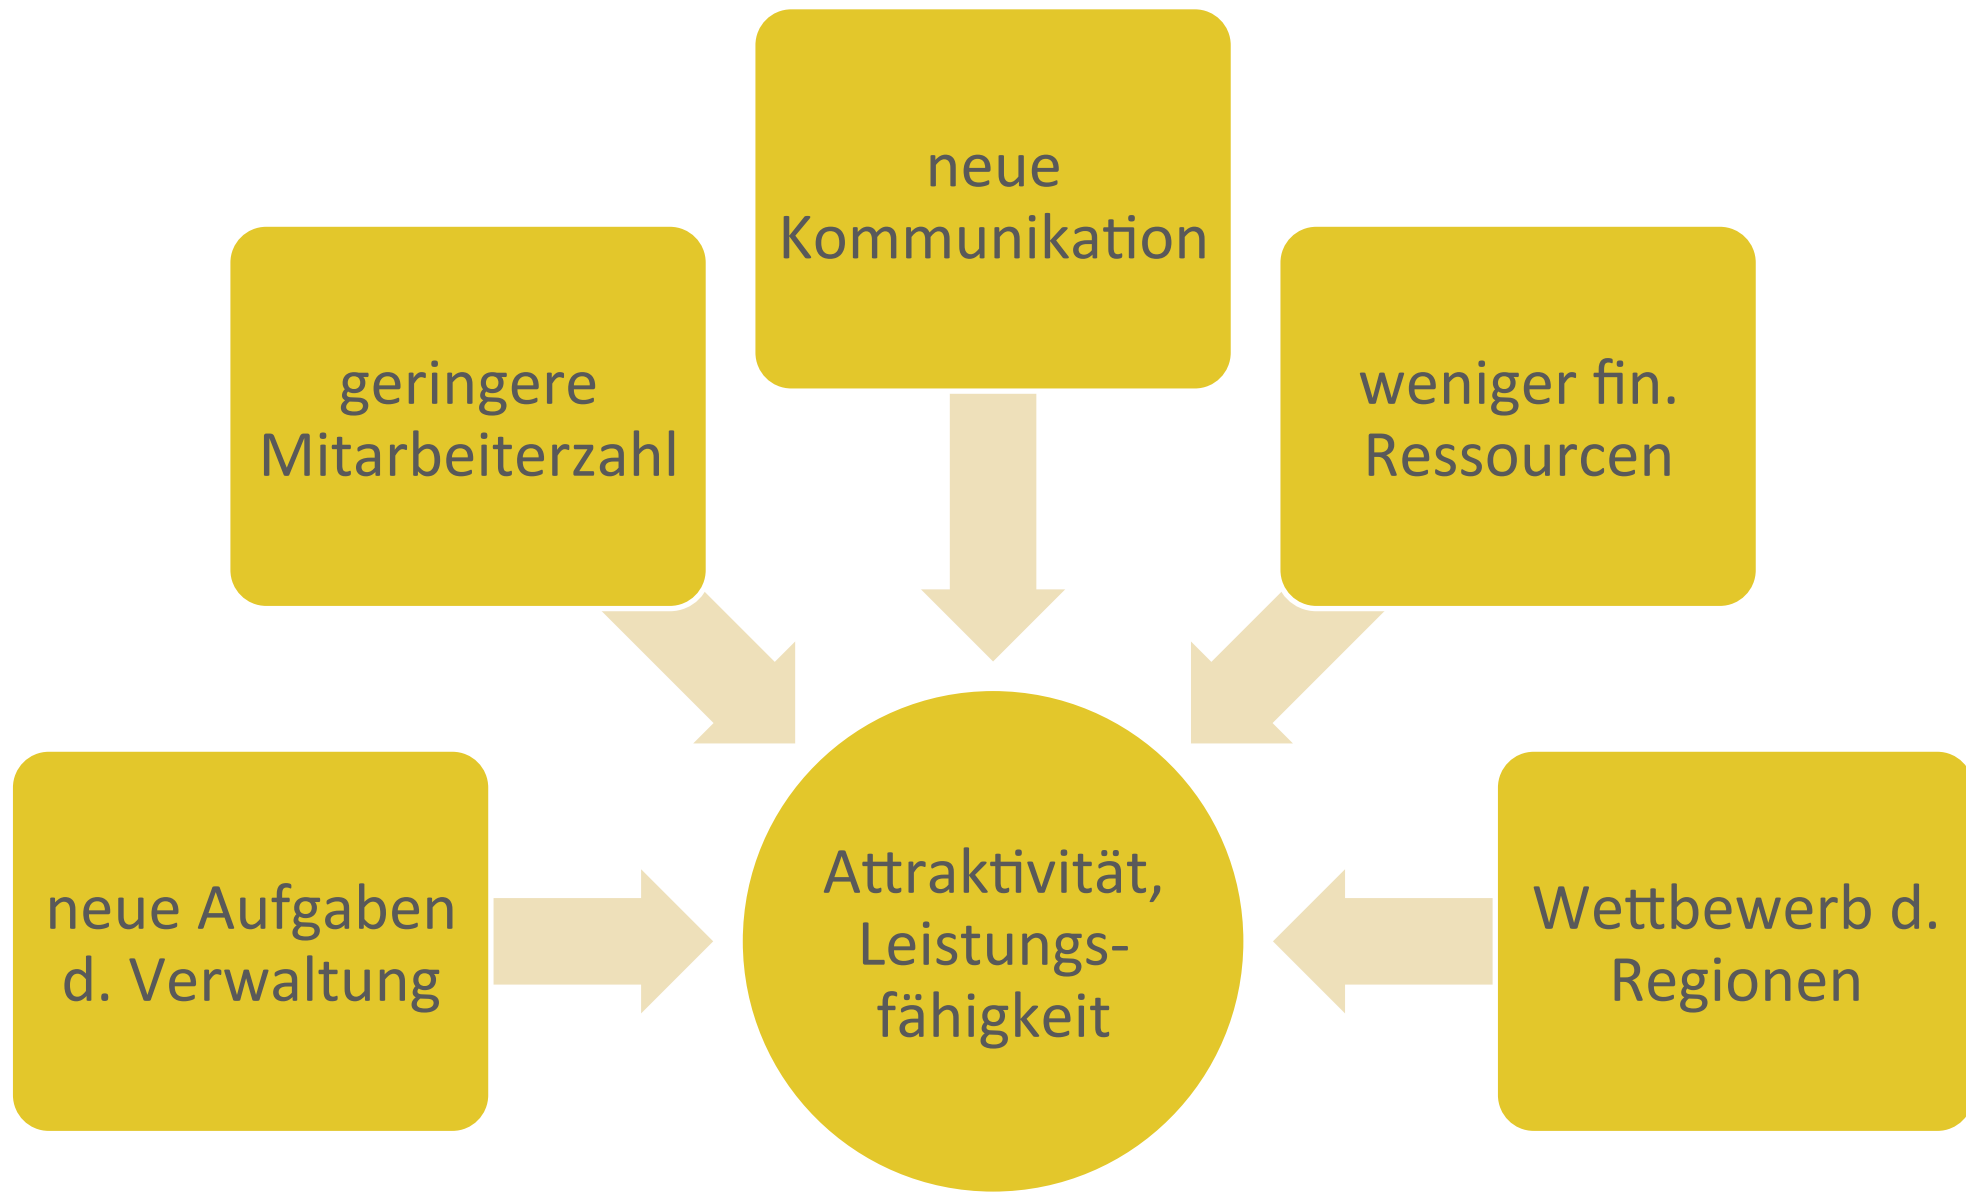 neue
Kommunikation
geringere
Mitarbeiterzahl
weniger fin.
Ressourcen
neue Aufgaben
d. Verwaltung
Attraktivität,
Leistungs-
fähigkeit
Wettbewerb d.
Regionen